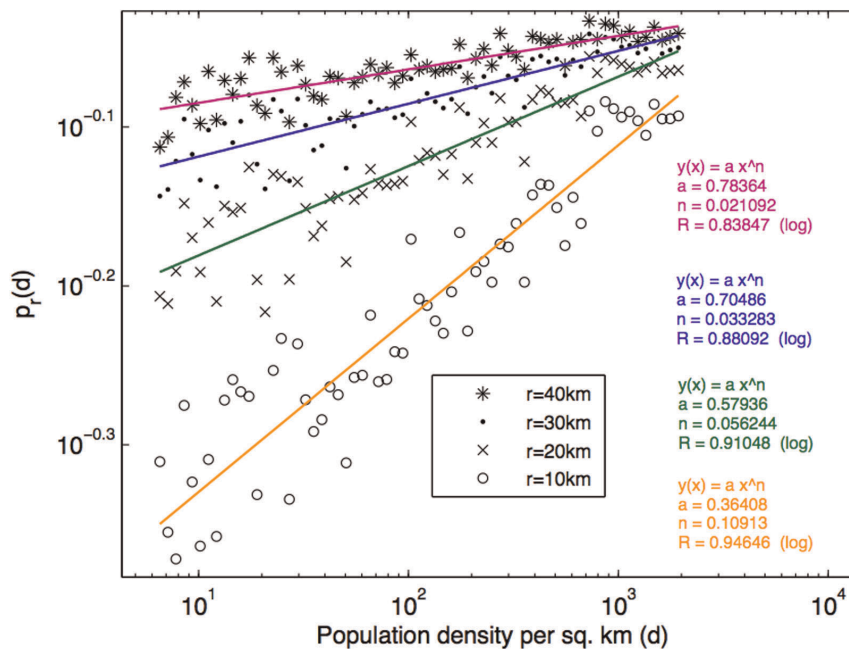 10^−0.1
10^−0.2
10^−0.3
p_r(d)
y(x) = a x^n
a = 0.78364
n = 0.021092
R = 0.83847 (log)
y(x) = a x^n
a = 0.70486
n = 0.033283
R = 0.88092 (log)
y(x) = a x^n
a = 0.57936
n = 0.056244
R = 0.91048 (log)
y(x) = a x^n
a = 0.36408
n = 0.10913
R = 0.94646 (log)
r=40km
r=30km
r=20km
r=10km
10^1
10^2
10^3
10^4
Population density per sq. km (d)